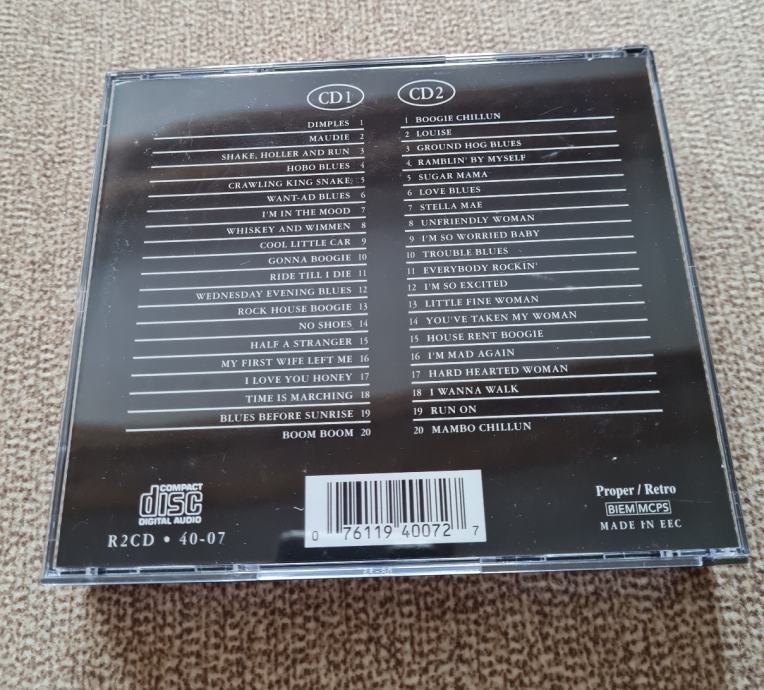 CD1
DIMPLES 1
MAUDIE 2
SHAKE, HOLLER AND RUN 3
HOBO BLUES 4
CRAWLING KING SNAKE 5
WANT-AD BLUES 6
I'M IN THE MOOD 7
WHISKEY AND WIMMEN 8
COOL LITTLE CAR 9
GONNA BOOGIE 10
RIDE TILL I DIE 11
WEDNESDAY EVENING BLUES 12
ROCK HOUSE BOOGIE 13
NO SHOES 14
HALF A STRANGER 15
MY FIRST WIFE LEFT ME 16
I LOVE YOU HONEY 17
TIME IS MARCHING 18
BLUES BEFORE SUNRISE 19
BOOM BOOM 20
CD2
1 BOOGIE CHILLUN
2 LOUISE
3 GROUND HOG BLUES
4 RAMBLIN' BY MYSELF
5 SUGAR MAMA
6 LOVE BLUES
7 STELLA MAE
8 UNFRIENDLY WOMAN
9 I'M SO WORRIED BABY
10 TROUBLE BLUES
11 EVERYBODY ROCKIN'
12 I'M SO EXCITED
13 LITTLE FINE WOMAN
14 YOU'VE TAKEN MY WOMAN
15 HOUSE RENT BOOGIE
16 I'M MAD AGAIN
17 HARD HEARTED WOMAN
18 I WANNA WALK
19 RUN ON
20 MAMBO CHILLUN
COMPACT
disc
DIGITAL AUDIO
R2CD • 40-07
0 76119 40072 7
Proper / Retro
BIEM MCPS
MADE IN EEC